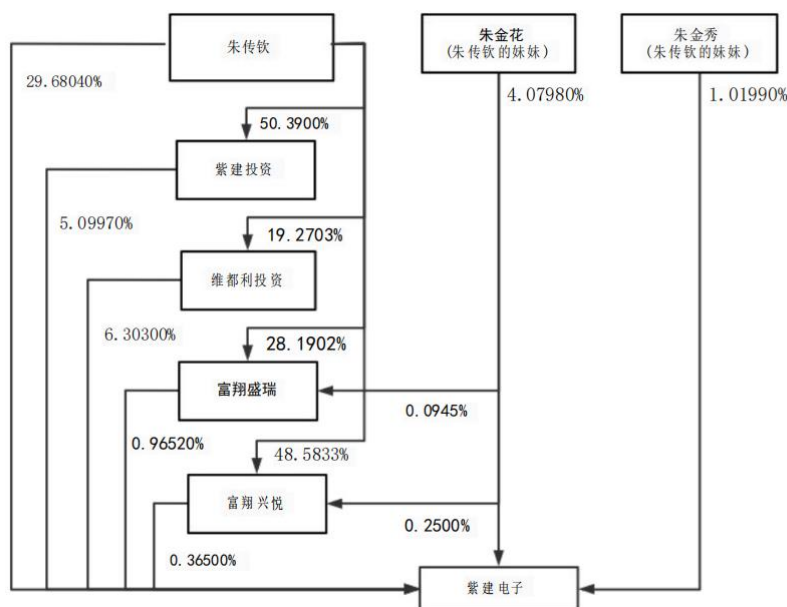 朱传钦
朱金花
(朱传钦的妹妹)
朱金秀
(朱传钦的妹妹)
29.68040%
4.07980%
1.01990%
50.3900%
紫建投资
5.09970%
19.2703%
维都利投资
6.30300%
28.1902%
富翔盛瑞
0.0945%
0.96520%
48.5833%
富翔兴悦
0.2500%
0.36500%
紫建电子